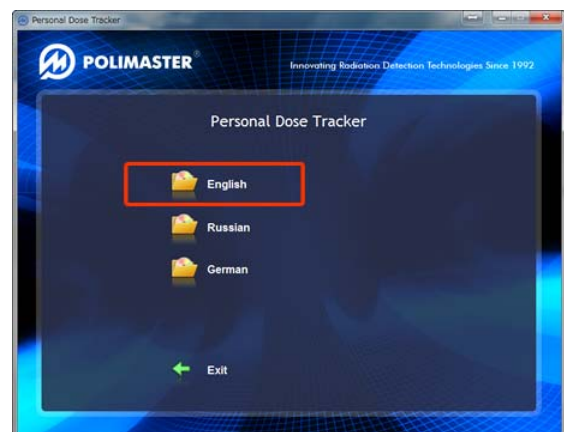 Personal Dose Tracker
POLIMASTER®
Innovating Radiation Detection Technologies Since 1992
Personal Dose Tracker
English
Russian
German
Exit